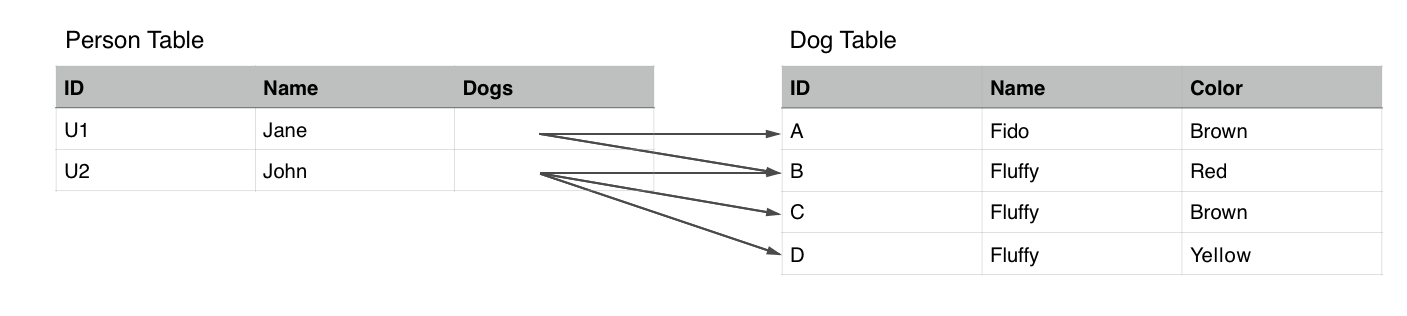 Person Table
ID Name Dogs
U1 Jane
U2 John
Dog Table
ID Name Color
A Fido Brown
B Fluffy Red
C Fluffy Brown
D Fluffy Yellow